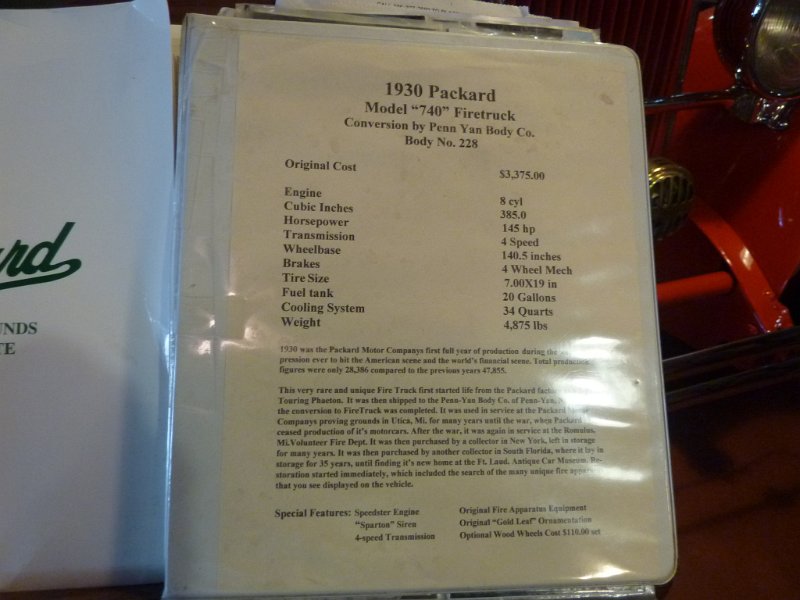 1930 Packard
Model "740" Firetruck
Conversion by Penn Yan Body Co.
Body No. 228
Original Cost $3,375.00
Engine 8 cyl
Cubic Inches 385.0
Horsepower 145 hp
Transmission 4 Speed
Wheelbase 140.5 inches
Brakes 4 Wheel Mech
Tire Size 7.00X19 in
Fuel tank 20 Gallons
Cooling System 34 Quarts
Weight 4,875 lbs
1930 was the Packard Motor Companys first full year of production during the
pression ever to hit the American scene and the world's financial scene. Total production
figures were only 28,386 compared to the previous years 47,855.
This very rare and unique Fire Truck first started life from the Packard factory
Touring Phaeton. It was then shipped to the Penn-Yan Body Co. of Penn-Yan,
the conversion to FireTruck was completed. It was used in service at the Packard Motor
Companys proving grounds in Utica, Mi. for many years until the war, when Packard
ceased production of it's motorcars. After the war, it was again in service at the Romulus,
Mi.Volunteer Fire Dept. It was then purchased by a collector in New York, left in storage
for many years. It was then purchased by another collector in South Florida, where it lay in
storage for 35 years, until finding it's new home at the Ft. Laud. Antique Car Museum. Re-
storation started immediately, which included the search of the many unique fire apparatus
that you see displayed on the vehicle.
Special Features: Speedster Engine Original Fire Apparatus Equipment
"Sparton" Siren Original "Gold Leaf" Ornamentation
4-speed Transmission Optional Wood Wheels Cost $110.00 set